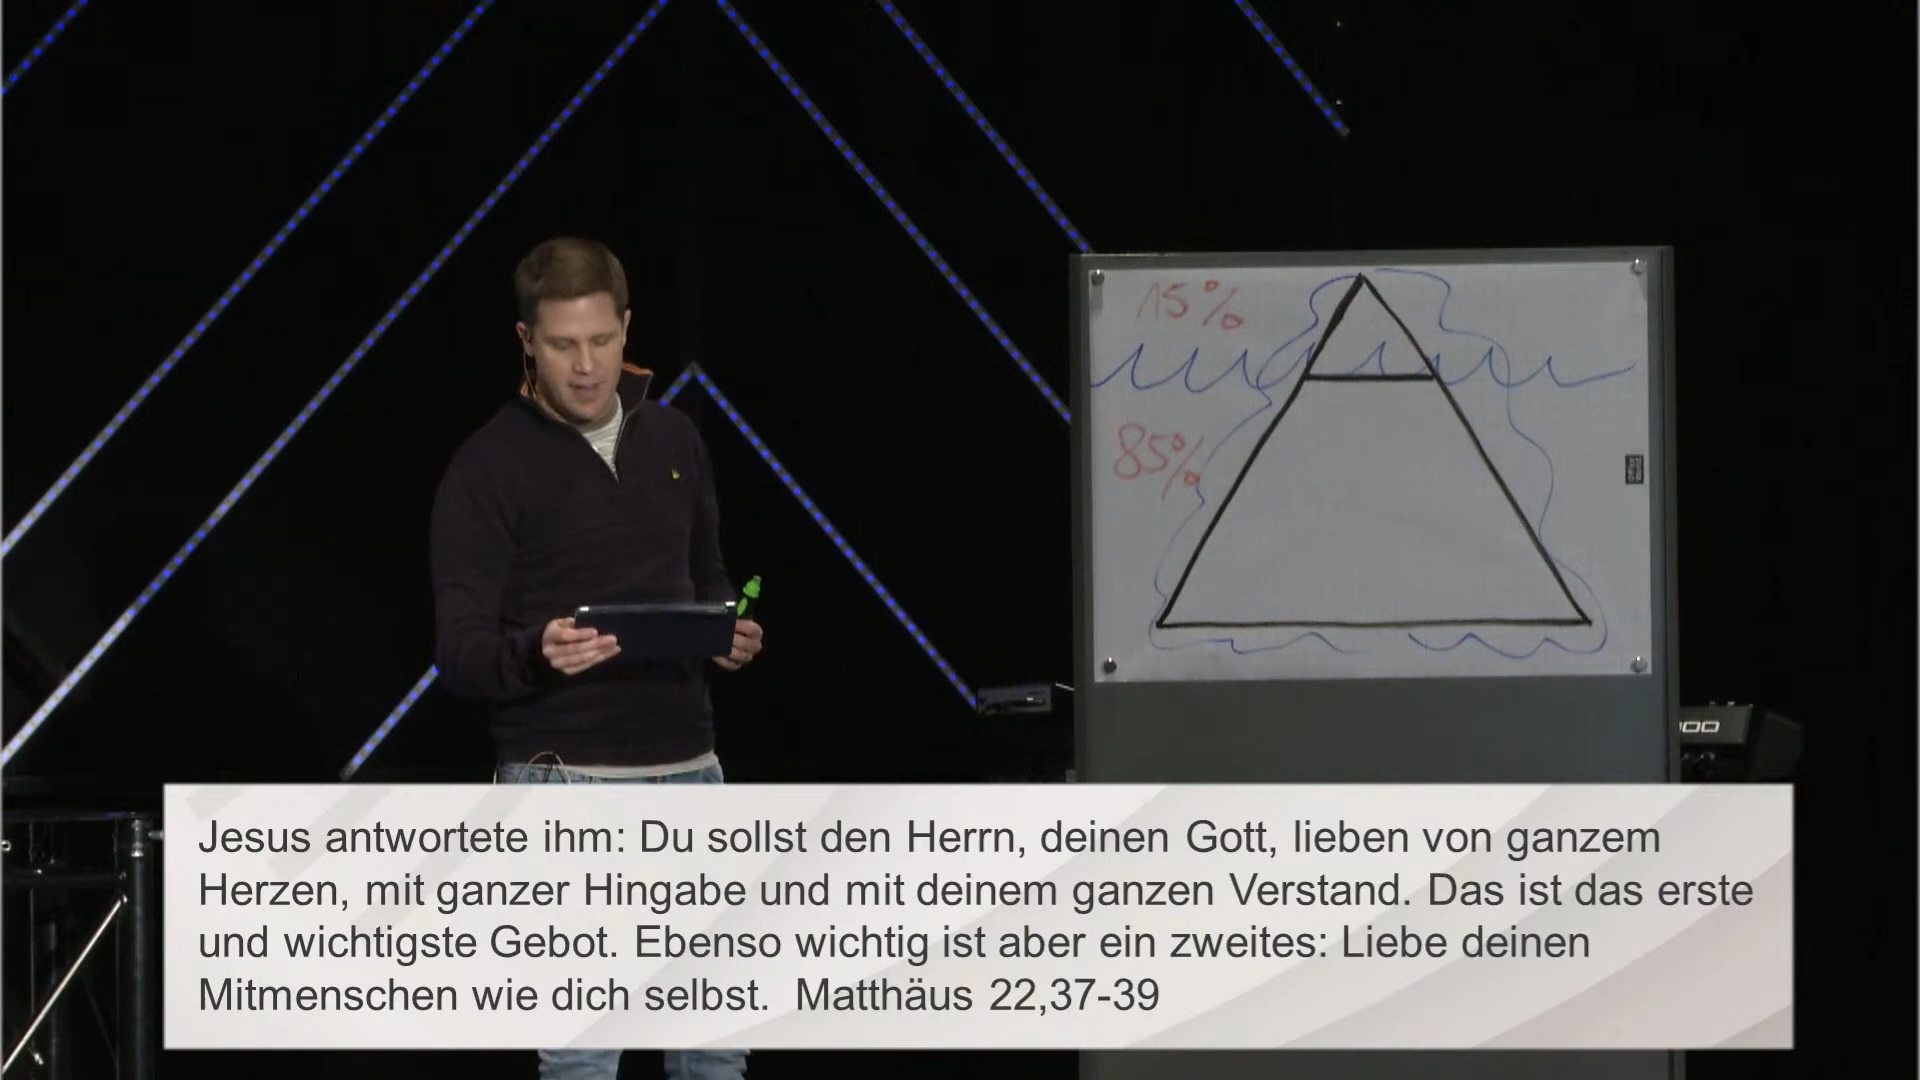 15%
85%
00
Jesus antwortete ihm: Du sollst den Herrn, deinen Gott, lieben von ganzem
Herzen, mit ganzer Hingabe und mit deinem ganzen Verstand. Das ist das erste
und wichtigste Gebot. Ebenso wichtig ist aber ein zweites: Liebe deinen
Mitmenschen wie dich selbst. Matthäus 22,37-39